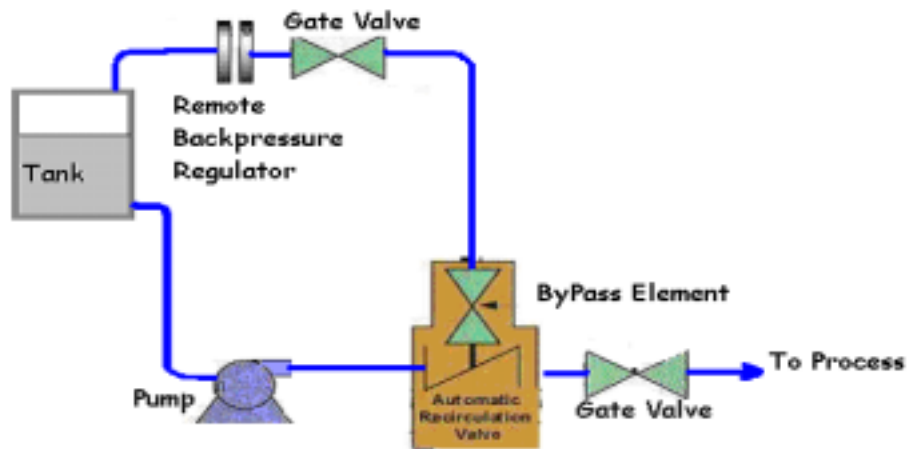 Gate Valve
Remote
Backpressure
Regulator
Tank
ByPass Element
To Process
Pump
Automatic
Recirculation
Valve
Gate Valve